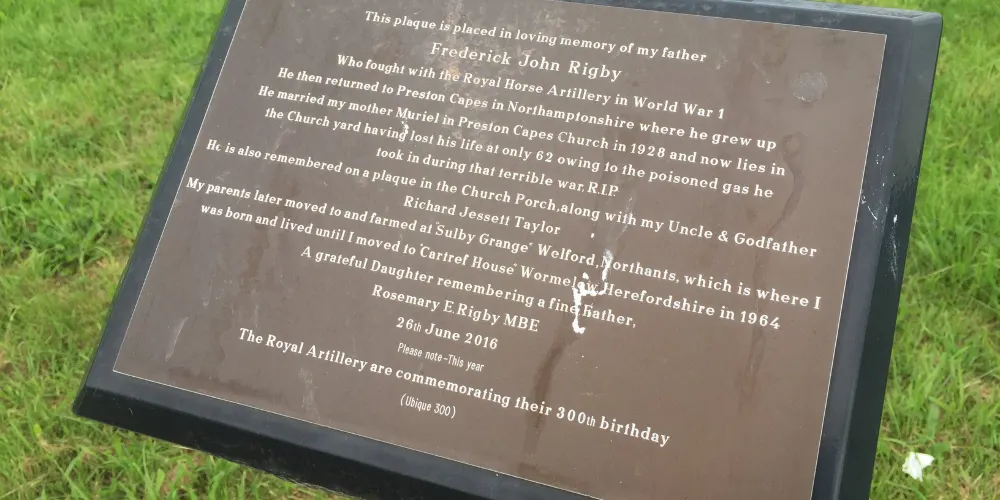 This plaque is placed in loving memory of my father
Frederick John Rigby
Who fought with the Royal Horse Artillery in World War 1
He then returned to Preston Capes in Northamptonshire where he grew up
He married my mother Muriel in Preston Capes Church in 1928 and now lies in
the Church yard having lost his life at only 62 owing to the poisoned gas he
took in during that terrible war. R.I.P.
He is also remembered on a plaque in the Church Porch, along with my Uncle & Godfather
Richard Jessett Taylor
My parents later moved to and farmed at "Sulby Grange" Welford, Northants, which is where I
was born and lived until I moved to "Cartref House" Wormelow Herefordshire in 1964
A grateful Daughter remembering a fine Father,
Rosemary E.Rigby MBE
26th June 2016
Please note-This year
The Royal Artillery are commemorating their 300th birthday
(Ubique 300)